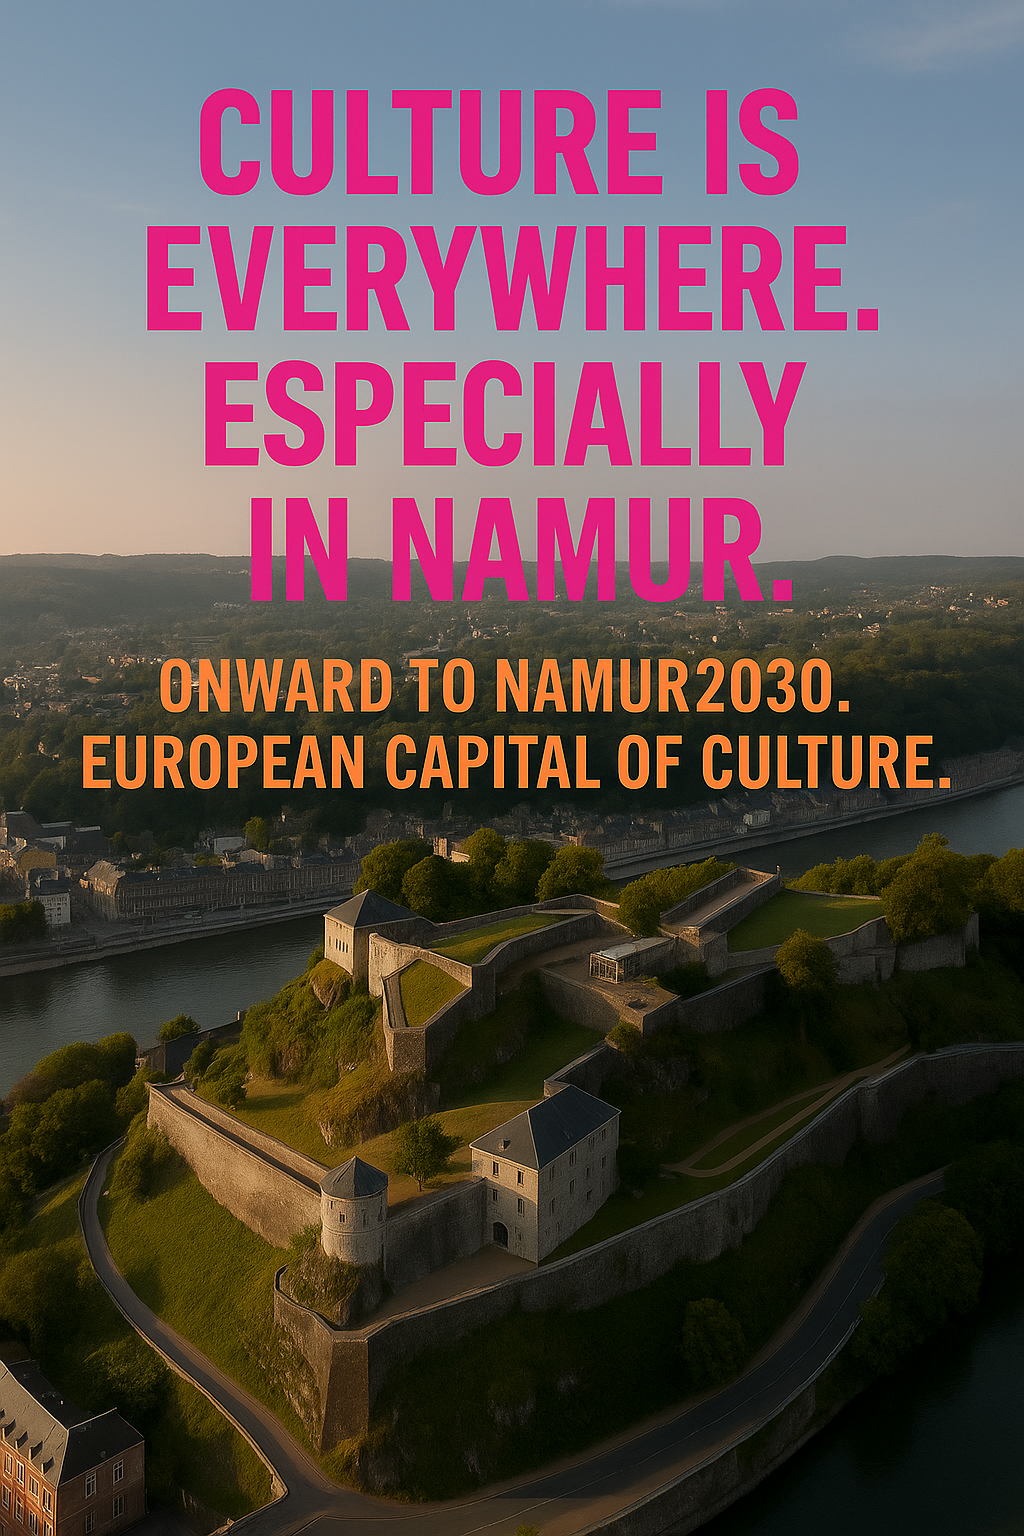 CULTURE IS
EVERYWHERE.
ESPECIALLY
IN NAMUR.
ONWARD TO NAMUR2030.
EUROPEAN CAPITAL OF CULTURE.